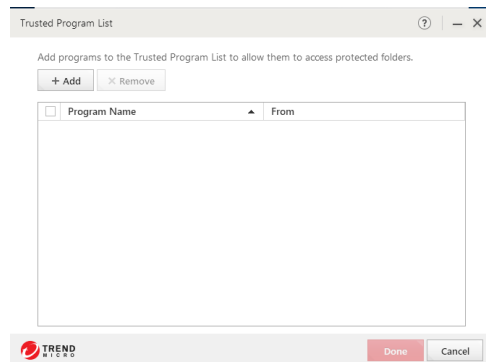 Trusted Program List
?
Add programs to the Trusted Program List to allow them to access protected folders.
+ Add
× Remove
Program Name
From
TREND
MICRO
Done
Cancel